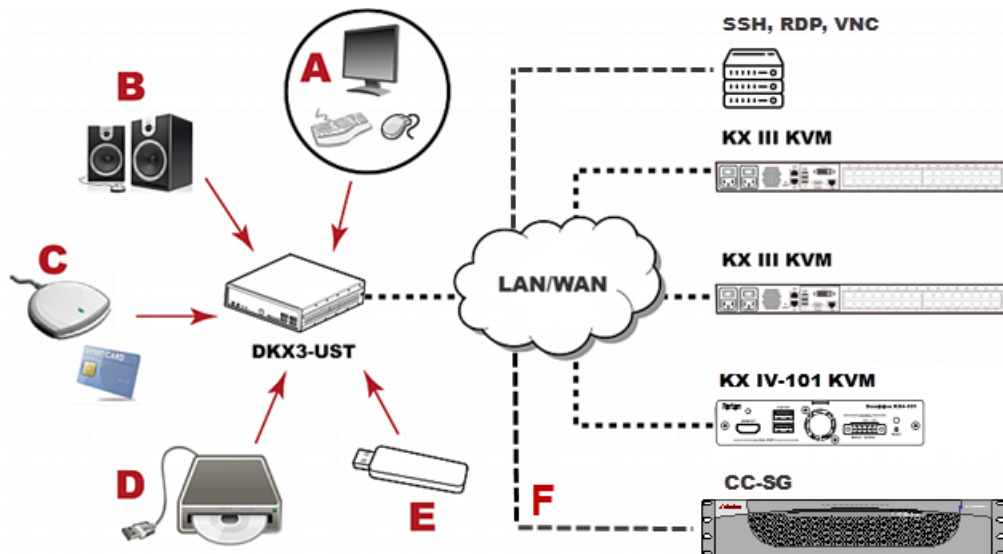 SSH, RDP, VNC
A
B
KX III KVM
C
LAN/WAN
KX III KVM
DKX3-UST
KX IV-101 KVM
D
E
F
CC-SG